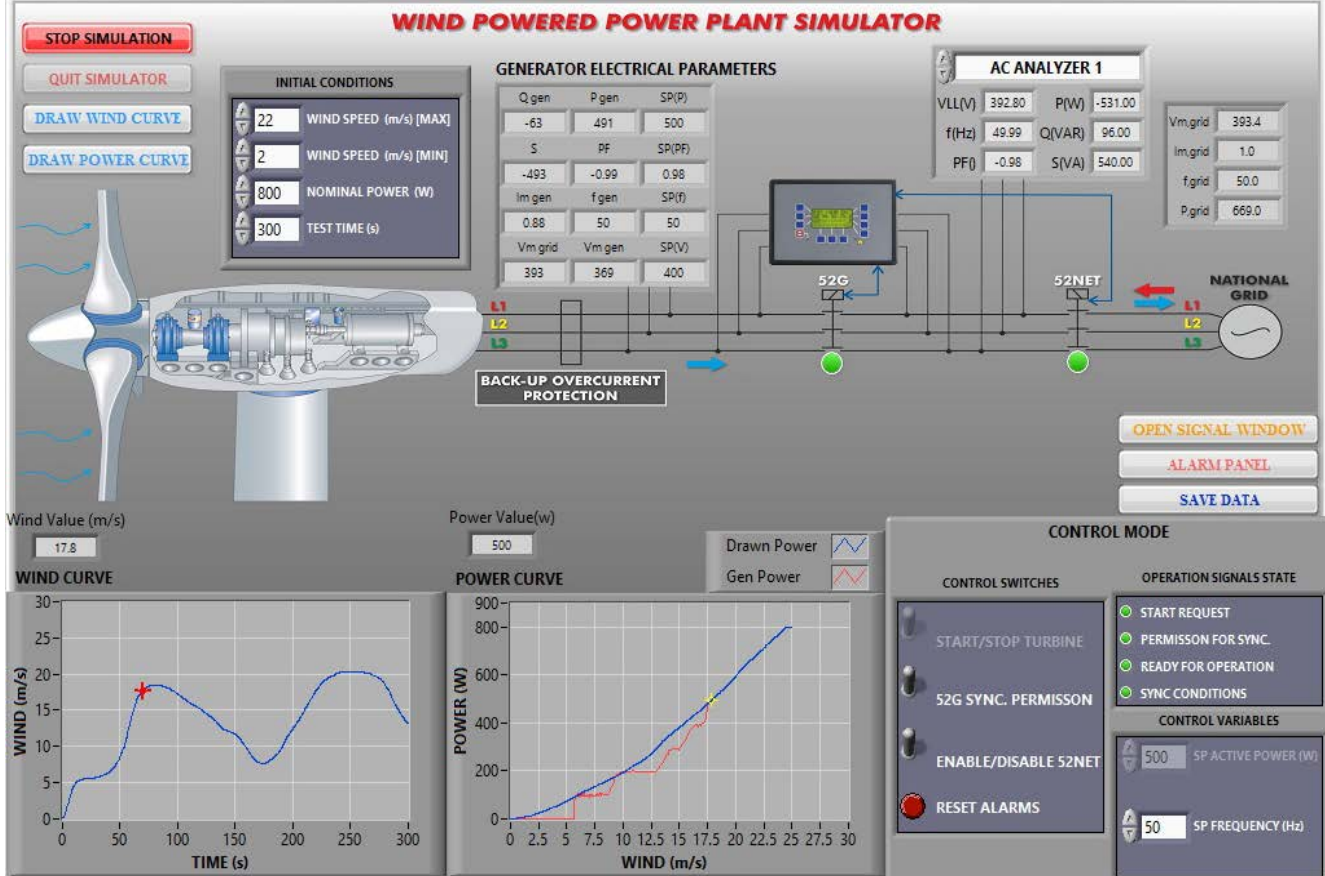 WIND POWERED POWER PLANT SIMULATOR
STOP SIMULATION
QUIT SIMULATOR
DRAW WIND CURVE
DRAW POWER CURVE
INITIAL CONDITIONS
22 WIND SPEED (m/s) [MAX]
2 WIND SPEED (m/s) [MIN]
800 NOMINAL POWER (W)
300 TEST TIME (s)
GENERATOR ELECTRICAL PARAMETERS
Q gen P gen SP(P)
-63 491 500
S PF SP(PF)
-493 -0.99 0.98
Im gen f gen SP(f)
0.88 50 50
Vm grid Vm gen SP(V)
393 369 400
AC ANALYZER 1
VLL(V) 392.80 P(W) -531.00
f(Hz) 49.99 Q(VAR) 96.00
PF() -0.98 S(VA) 540.00
Vm,grid 393.4
Im,grid 1.0
f,grid 50.0
P,grid 669.0
52G
52NET
NATIONAL
GRID
L1
L2
L3
L1
L2
L3
BACK-UP OVERCURRENT
PROTECTION
OPEN SIGNAL WINDOW
ALARM PANEL
SAVE DATA
Wind Value (m/s)
17.8
WIND CURVE
30
25
20
15
10
5
0
0 50 100 150 200 250 300
WIND (m/s)
TIME (s)
Power Value(w)
500
POWER CURVE
Drawn Power
Gen Power
900
800
600
400
200
0
0 2.5 5 7.5 10 12.5 15 17.5 20 22.5 25 27.5 30
POWER (W)
WIND (m/s)
CONTROL MODE
CONTROL SWITCHES
START/STOP TURBINE
52G SYNC. PERMISSON
ENABLE/DISABLE 52NET
RESET ALARMS
OPERATION SIGNALS STATE
START REQUEST
PERMISSON FOR SYNC.
READY FOR OPERATION
SYNC CONDITIONS
CONTROL VARIABLES
500 SP ACTIVE POWER (W)
50 SP FREQUENCY (Hz)